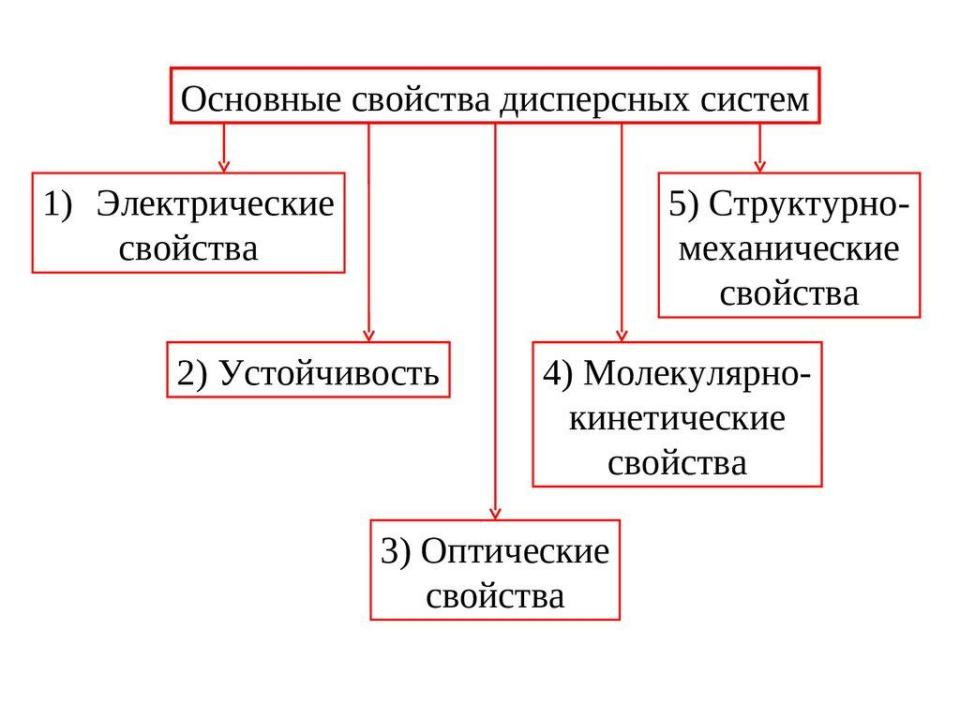 Основные свойства дисперсных систем
1) Электрические
свойства
2) Устойчивость
3) Оптические
свойства
4) Молекулярно-
кинетические
свойства
5) Структурно-
механические
свойства